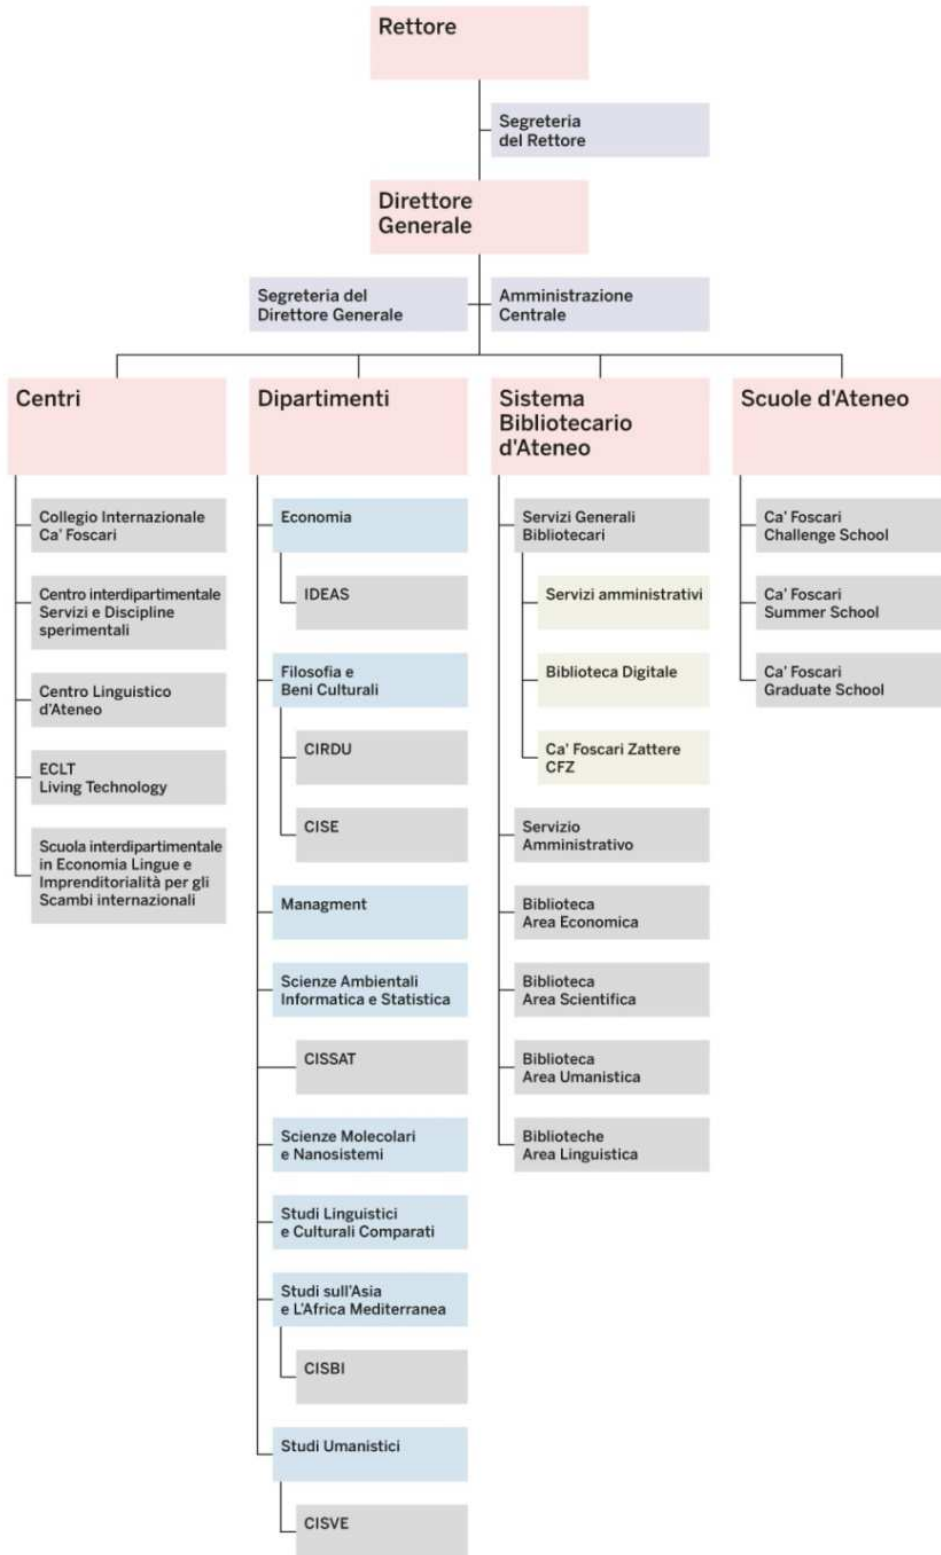 Rettore
Segreteria
del Rettore
Direttore
Generale
Segreteria del
Direttore Generale
Amministrazione
Centrale
Centri
Collegio Internazionale
Ca' Foscari
Centro interdipartimentale
Servizi e Discipline
sperimentali
Centro Linguistico
d'Ateneo
ECLT
Living Technology
Scuola interdipartimentale
in Economia Lingue e
Imprenditorialità per gli
Scambi internazionali
Dipartimenti
Economia
IDEAS
Filosofia e
Beni Culturali
CIRDU
CISE
Managment
Scienze Ambientali
Informatica e Statistica
CISSAT
Scienze Molecolari
e Nanosistemi
Studi Linguistici
e Culturali Comparati
Studi sull'Asia
e L'Africa Mediterranea
CISBI
Studi Umanistici
CISVE
Sistema
Bibliotecario
d'Ateneo
Servizi Generali
Bibliotecari
Servizi amministrativi
Biblioteca Digitale
Ca' Foscari Zattere
CFZ
Servizio
Amministrativo
Biblioteca
Area Economica
Biblioteca
Area Scientifica
Biblioteca
Area Umanistica
Biblioteche
Area Linguistica
Scuole d'Ateneo
Ca' Foscari
Challenge School
Ca' Foscari
Summer School
Ca' Foscari
Graduate School